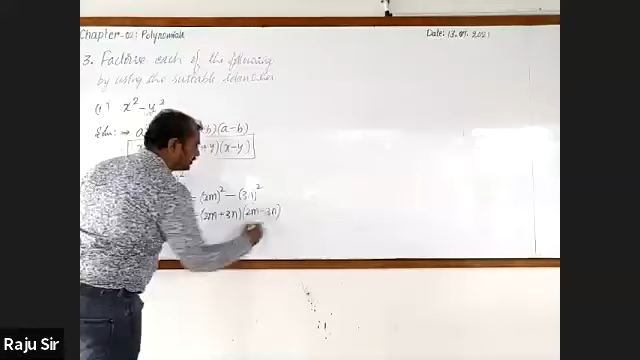 Chapter-02: Polynomials
Date: 13.07.2021
3. Factorise each of the following
by using the suitable identities
(i) x² - y²
Soln: ⇒ a b) (a - b)
+ y) (x - y)
= (2m)² - (3n)²
= (2m + 3n) (2m - 3n)
Raju Sir